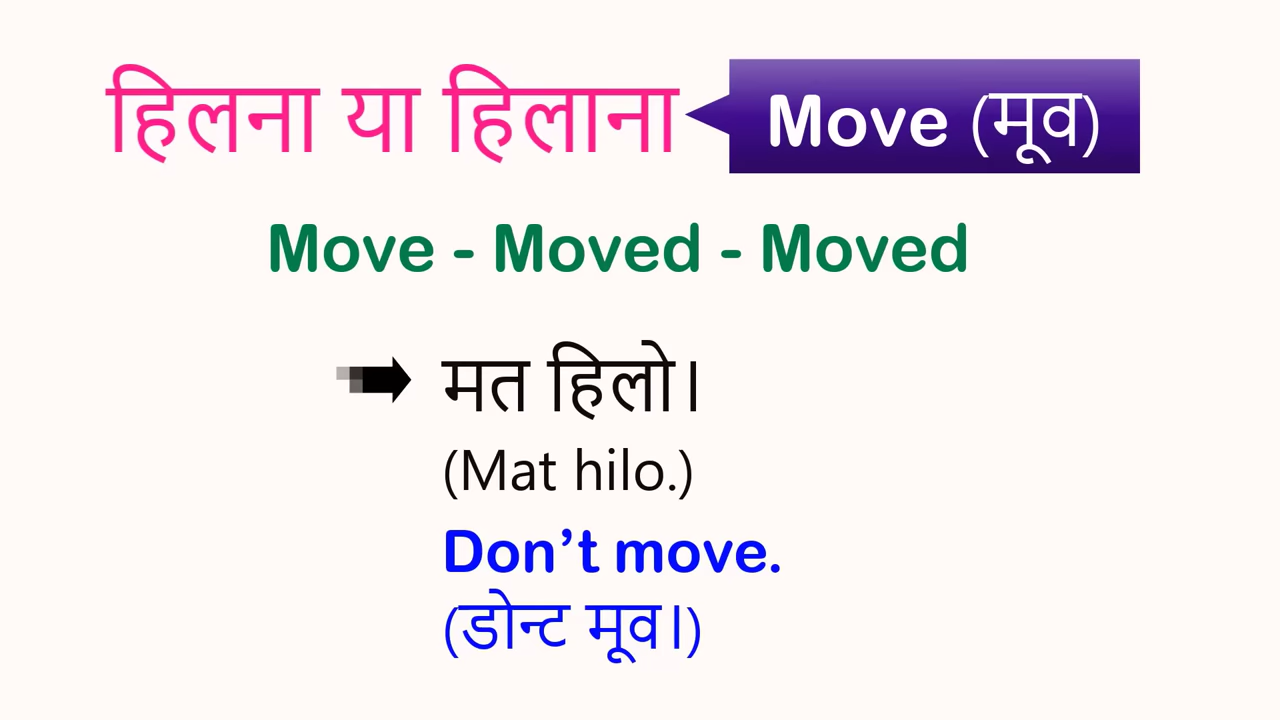 हिलना या हिलाना Move (मूव)
Move - Moved - Moved
मत हिलो।
(Mat hilo.)
Don’t move.
(डोन्ट मूव।)